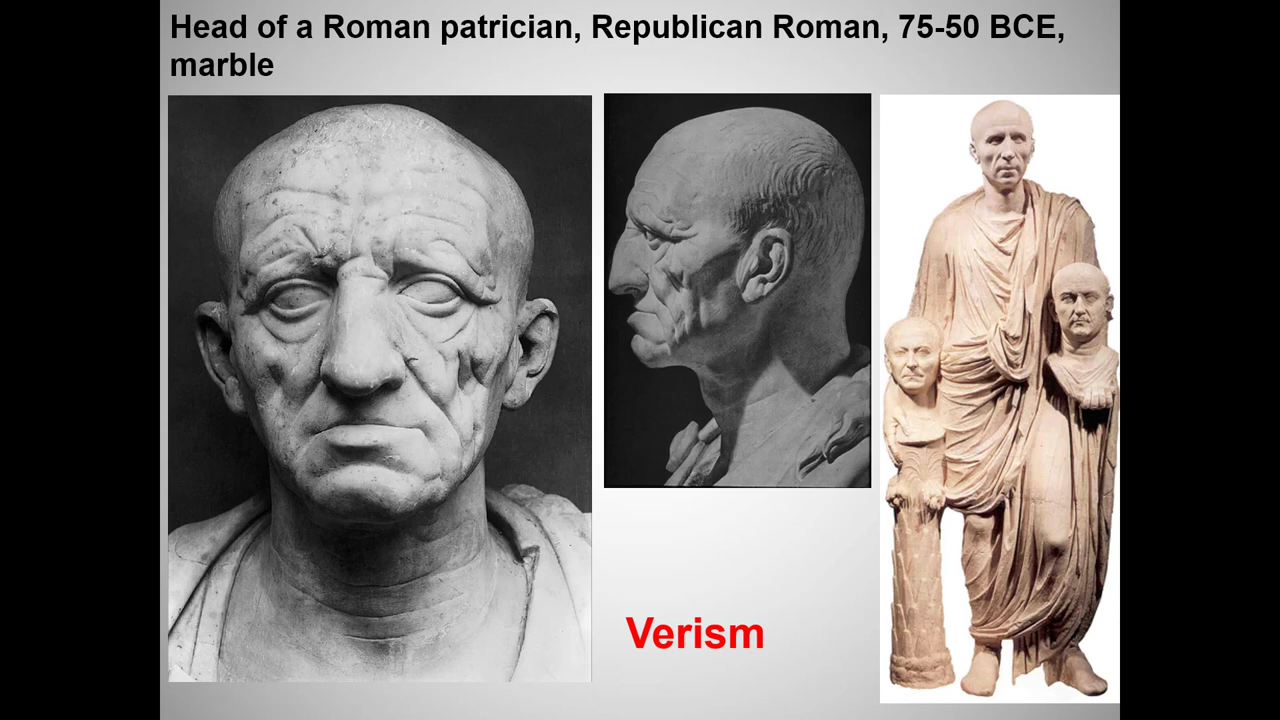 Head of a Roman patrician, Republican Roman, 75-50 BCE,
marble
Verism